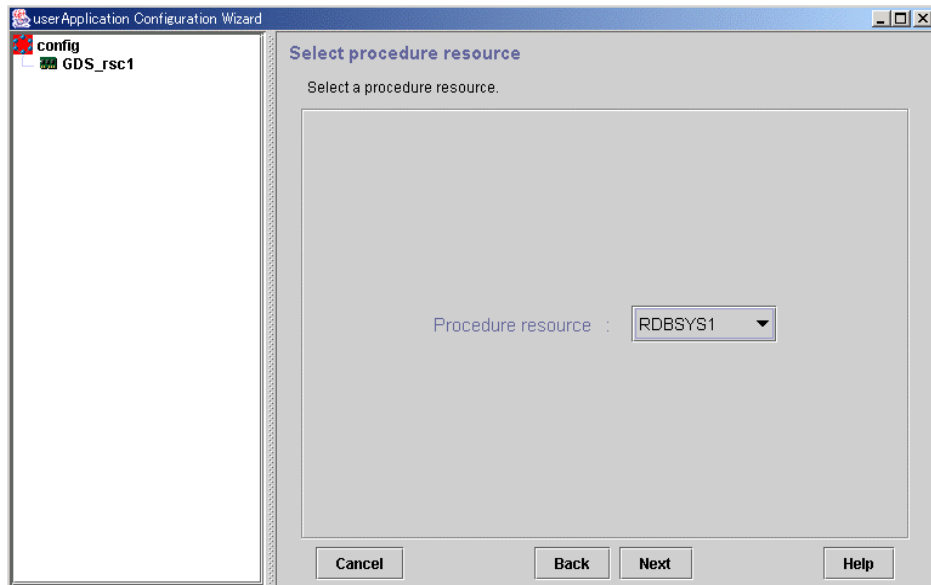 userApplication Configuration Wizard
config
GDS_rsc1
Select procedure resource
Select a procedure resource.
Procedure resource :
RDBSYS1
Cancel
Back
Next
Help